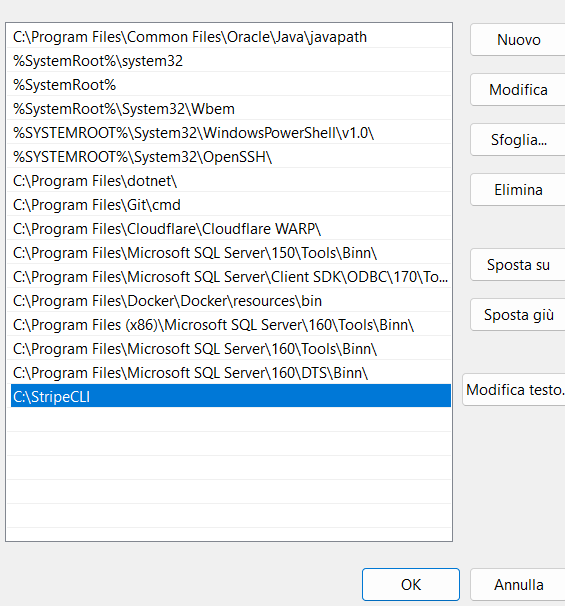 C:\Program Files\Common Files\Oracle\Java\javapath
%SystemRoot%\system32
%SystemRoot%
%SystemRoot%\System32\Wbem
%SYSTEMROOT%\System32\WindowsPowerShell\v1.0\
%SYSTEMROOT%\System32\OpenSSH\
C:\Program Files\dotnet\
C:\Program Files\Git\cmd
C:\Program Files\Cloudflare\Cloudflare WARP\
C:\Program Files\Microsoft SQL Server\150\Tools\Binn\
C:\Program Files\Microsoft SQL Server\Client SDK\ODBC\170\To...
C:\Program Files\Docker\Docker\resources\bin
C:\Program Files (x86)\Microsoft SQL Server\160\Tools\Binn\
C:\Program Files\Microsoft SQL Server\160\Tools\Binn\
C:\Program Files\Microsoft SQL Server\160\DTS\Binn\
C:\StripeCLI
Nuovo
Modifica
Sfoglia...
Elimina
Sposta su
Sposta giù
Modifica testo.
OK
Annulla